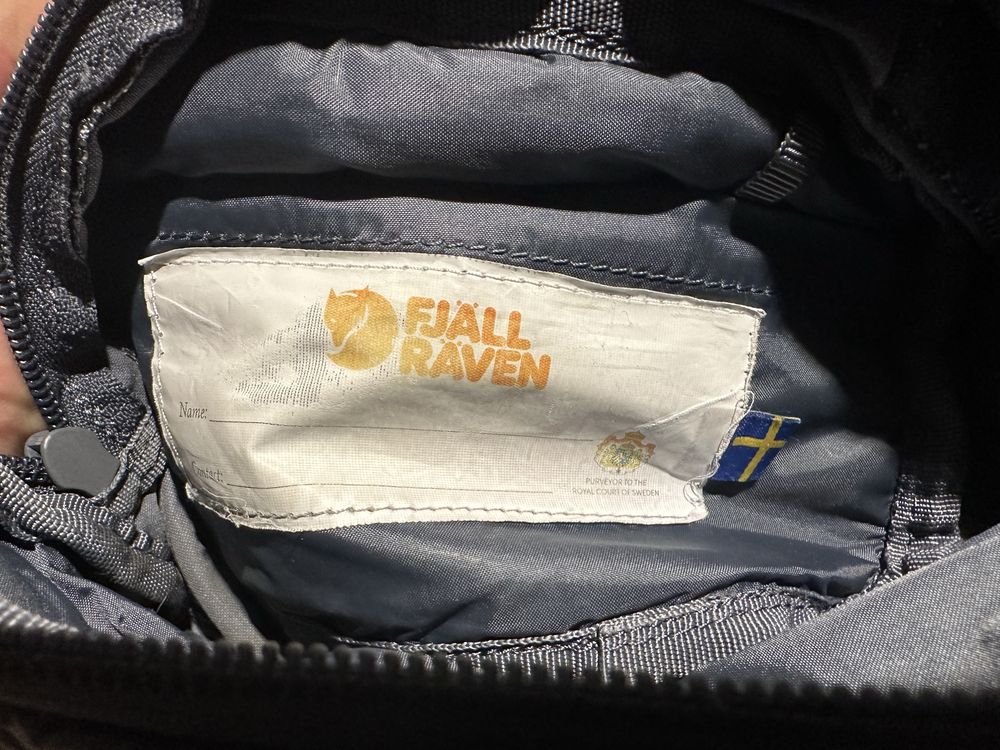 FJÄLL
RÄVEN
Name:
Contact:
PURVEYOR TO THE
ROYAL COURT OF SWEDEN